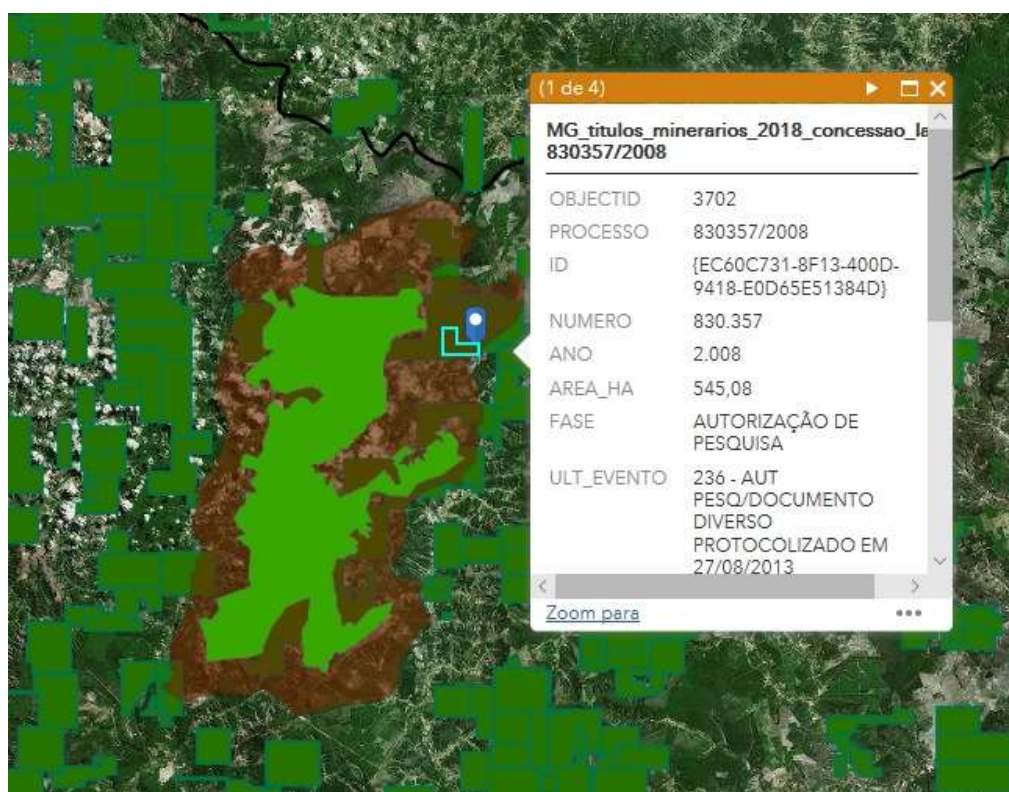 (1 de 4)
MG_titulos_minerarios_2018_concessao_la
830357/2008
OBJECTID 3702
PROCESSO 830357/2008
ID {EC60C731-8F13-400D-
9418-E0D65E51384D}
NUMERO 830.357
ANO 2.008
AREA_HA 545,08
FASE AUTORIZAÇÃO DE
PESQUISA
ULT_EVENTO 236 - AUT
PESQ/DOCUMENTO
DIVERSO
PROTOCOLIZADO EM
27/08/2013
Zoom para